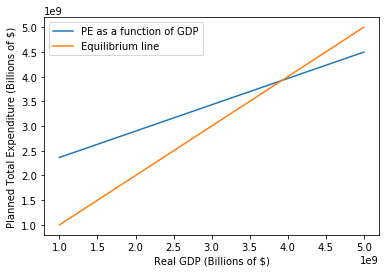 1e9
PE as a function of GDP
Equilibrium line
5.0
4.5
4.0
3.5
3.0
2.5
2.0
1.5
1.0
Planned Total Expenditure (Billions of $)
1.0 1.5 2.0 2.5 3.0 3.5 4.0 4.5 5.0
Real GDP (Billions of $)
1e9